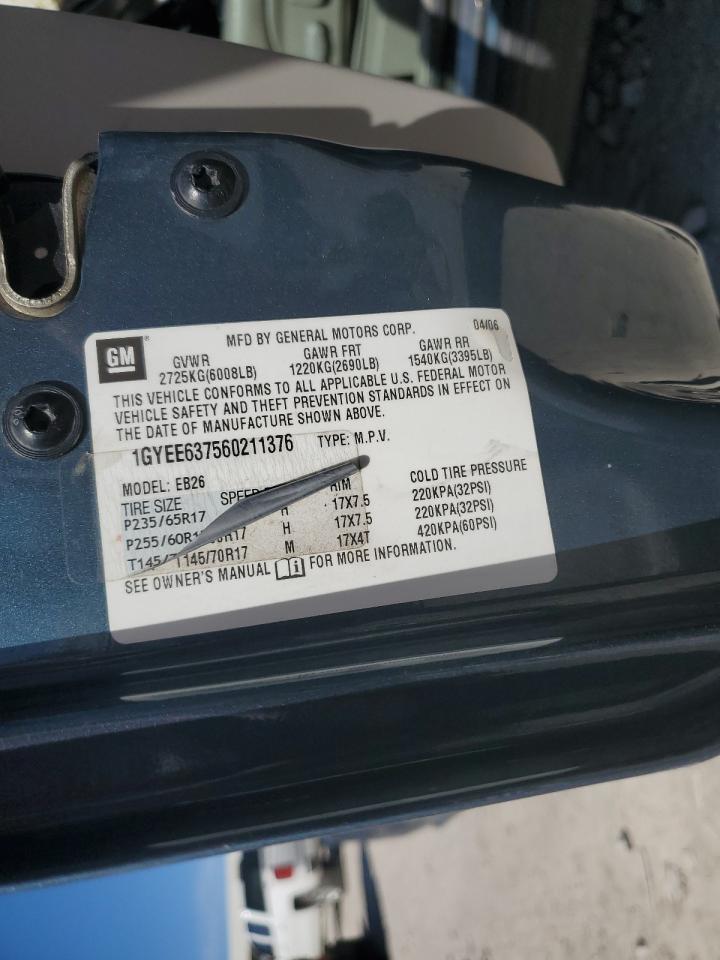 GM ®
MFD BY GENERAL MOTORS CORP. 04/06
GVWR GAWR FRT GAWR RR
2725KG(6008LB) 1220KG(2690LB) 1540KG(3395LB)
THIS VEHICLE CONFORMS TO ALL APPLICABLE U.S. FEDERAL MOTOR
VEHICLE SAFETY AND THEFT PREVENTION STANDARDS IN EFFECT ON
THE DATE OF MANUFACTURE SHOWN ABOVE.
1GYEE637560211376 TYPE: M.P.V.
MODEL: EB26
TIRE SIZE SPEED RIM COLD TIRE PRESSURE
P235/65R17 H 17X7.5 220KPA(32PSI)
P255/60R17 H 17X7.5 220KPA(32PSI)
T145/70R17 M 17X4T 420KPA(60PSI)
SEE OWNER'S MANUAL FOR MORE INFORMATION.